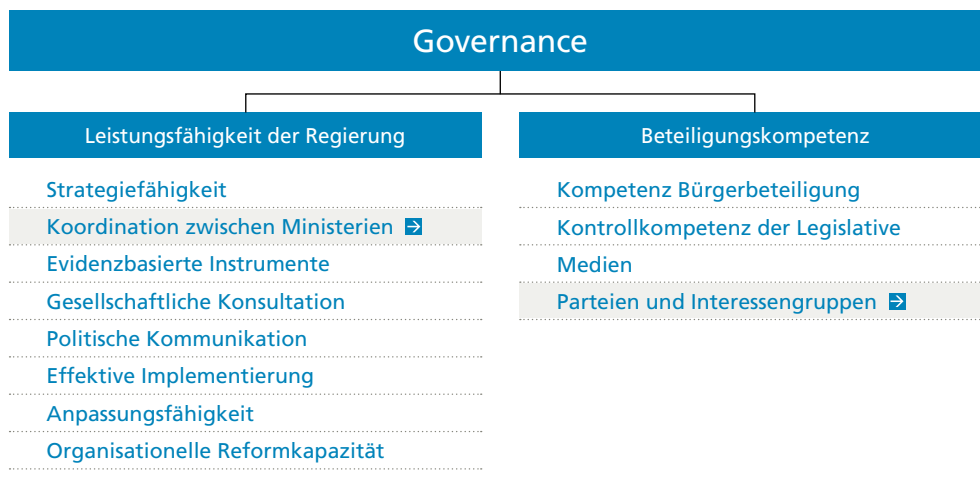 Governance
Leistungsfähigkeit der Regierung
Strategiefähigkeit
Koordination zwischen Ministerien
Evidenzbasierte Instrumente
Gesellschaftliche Konsultation
Politische Kommunikation
Effektive Implementierung
Anpassungsfähigkeit
Organisationelle Reformkapazität
Beteiligungskompetenz
Kompetenz Bürgerbeteiligung
Kontrollkompetenz der Legislative
Medien
Parteien und Interessengruppen